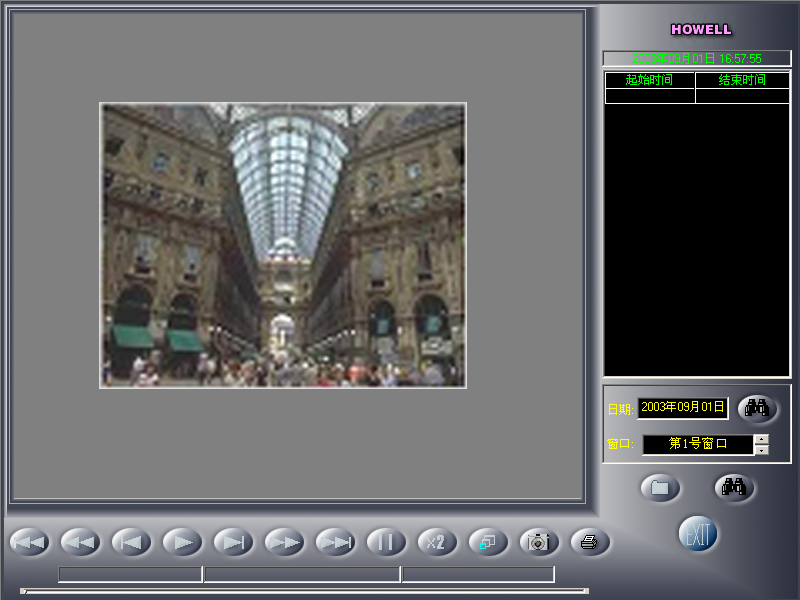 HOWELL
2003年09月01日 16:57:55
起始时间 结束时间
日期: 2003年09月01日
窗口: 第1号窗口
x2
EXIT